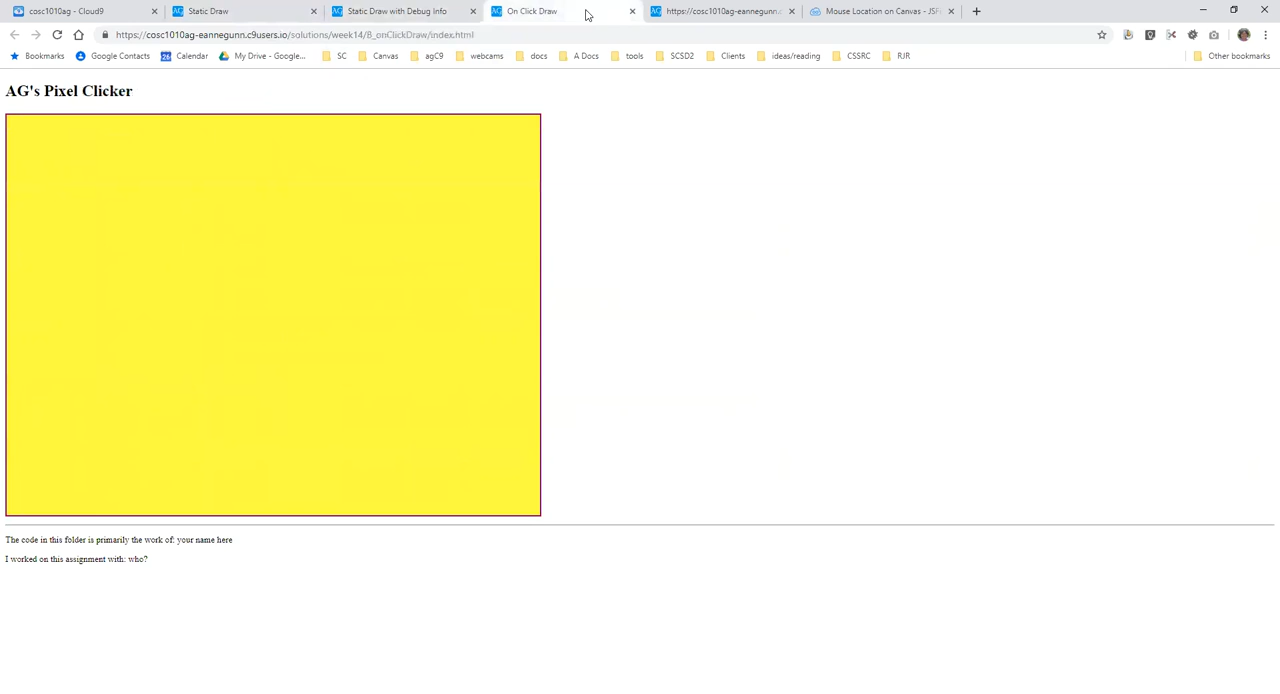 cosc1010ag - Cloud9
Static Draw
Static Draw with Debug Info
On Click Draw
https://cosc1010ag-eannegunn.c
Mouse Location on Canvas - JSFi
https://cosc1010ag-eannegunn.c9users.io/solutions/week14/B_onClickDraw/index.html
Bookmarks
Google Contacts
Calendar
My Drive - Google...
SC
Canvas
agC9
webcams
docs
A Docs
tools
SCSD2
Clients
ideas/reading
CSSRC
RJR
Other bookmarks
AG's Pixel Clicker
The code in this folder is primarily the work of: your name here
I worked on this assignment with: who?